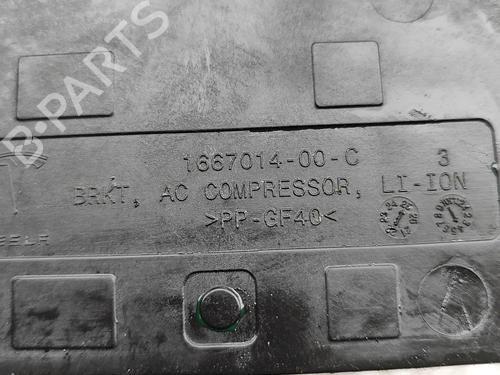 B-PARTS
1667014-00-C 3
BRKT, AC COMPRESSOR, LI-ION
>PP-GF40<